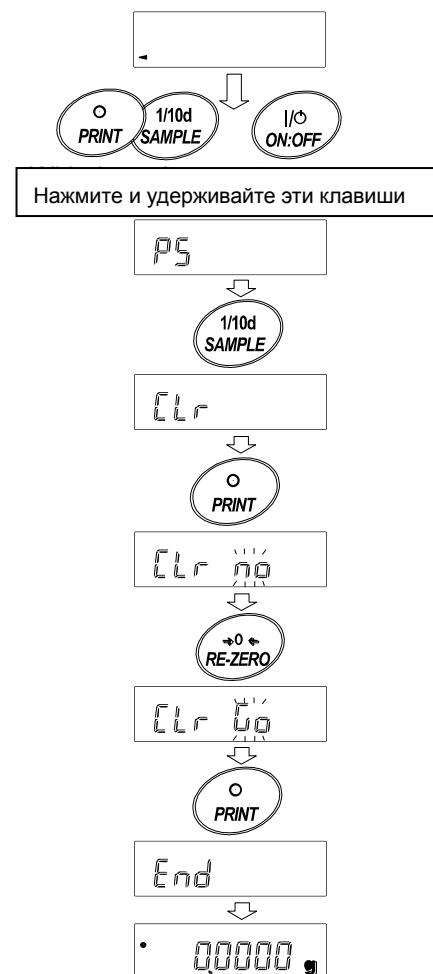 1/10d I/⏻
PRINT SAMPLE ON:OFF
Нажмите и удерживайте эти клавиши
PS
1/10d
SAMPLE
CLr
PRINT
CLr no
→0←
RE-ZERO
CLr Go
PRINT
End
0.0000 g